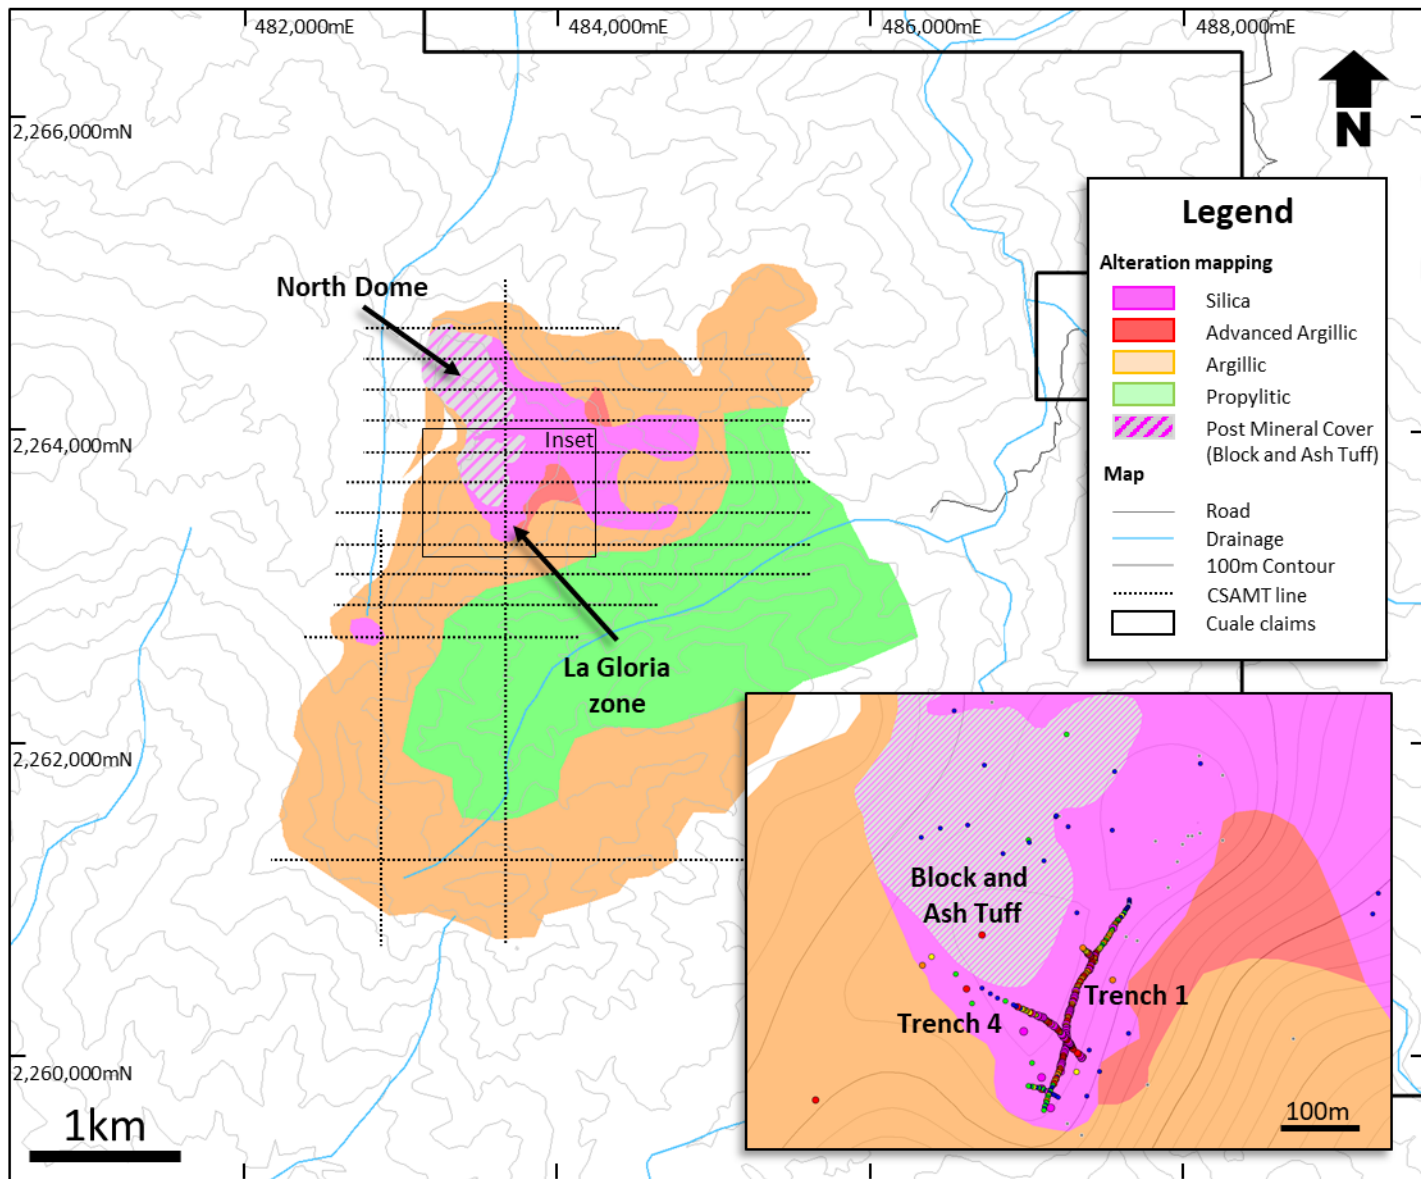 482,000mE
484,000mE
486,000mE
488,000mE
2,266,000mN
N
Legend
Alteration mapping
Silica
Advanced Argillic
Argillic
Propylitic
Post Mineral Cover
(Block and Ash Tuff)
Map
Road
Drainage
100m Contour
CSAMT line
Cuale claims
North Dome
2,264,000mN
Inset
La Gloria
zone
2,262,000mN
Block and
Ash Tuff
Trench 1
Trench 4
2,260,000mN
1km
100m